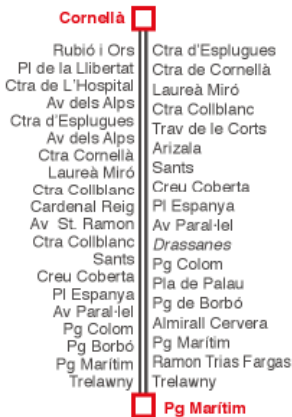 Cornellà
Rubió i Ors
Pl de la Llibertat
Ctra de L'Hospital
Av dels Alps
Ctra d'Esplugues
Av dels Alps
Ctra Cornellà
Laureà Miró
Ctra Collblanc
Cardenal Reig
Av St. Ramon
Ctra Collblanc
Sants
Creu Coberta
Pl Espanya
Av Paral·lel
Pg Colom
Pg Borbó
Pg Marítim
Trelawny
Ctra d'Esplugues
Ctra de Cornellà
Laureà Miró
Ctra Collblanc
Trav de le Corts
Arizala
Sants
Creu Coberta
Pl Espanya
Av Paral·lel
Drassanes
Pg Colom
Pla de Palau
Pg de Borbó
Almirall Cervera
Pg Marítim
Ramon Trias Fargas
Trelawny
Pg Marítim